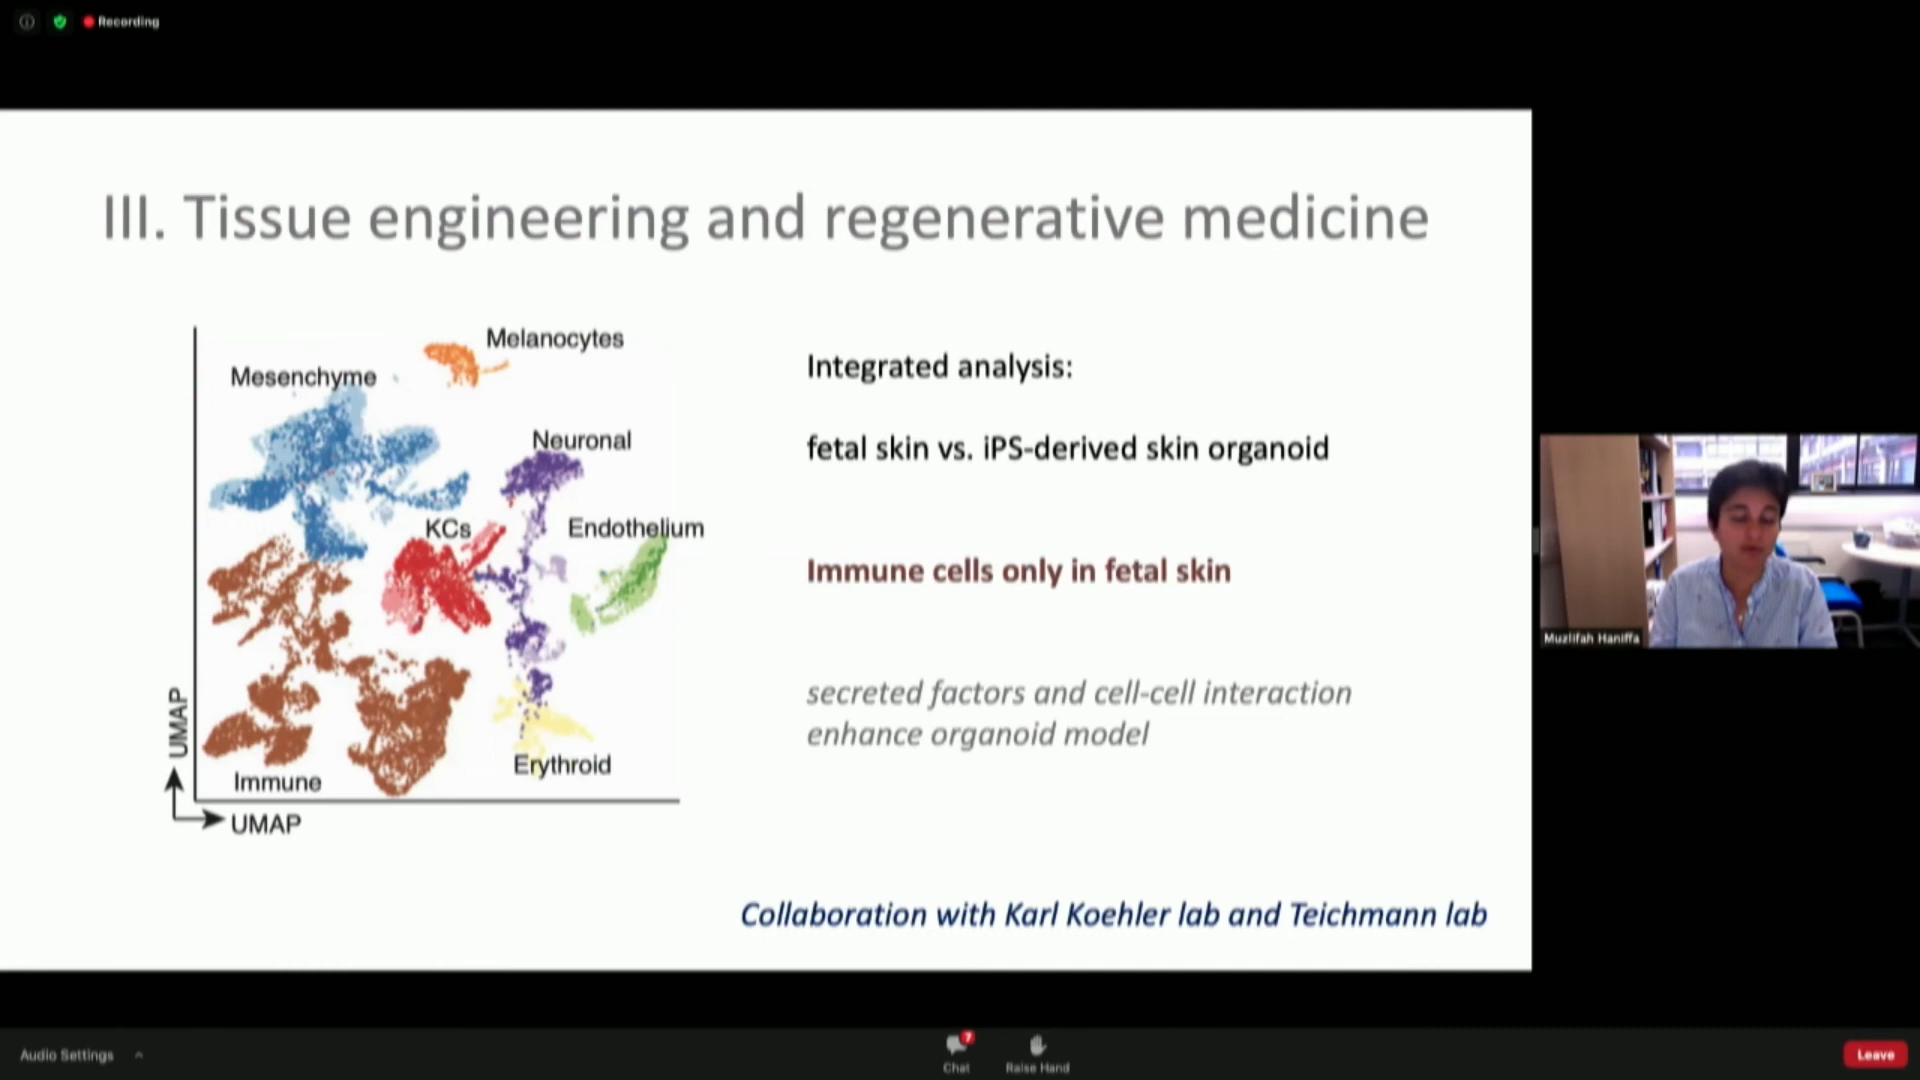 Recording
III. Tissue engineering and regenerative medicine
Melanocytes
Mesenchyme
Neuronal
KCs
Endothelium
Immune
Erythroid
UMAP
UMAP
Integrated analysis:
fetal skin vs. iPS-derived skin organoid
Immune cells only in fetal skin
secreted factors and cell-cell interaction
enhance organoid model
Collaboration with Karl Koehler lab and Teichmann lab
Muzlifah Haniffa
Audio Settings
7
Chat
Raise Hand
Leave